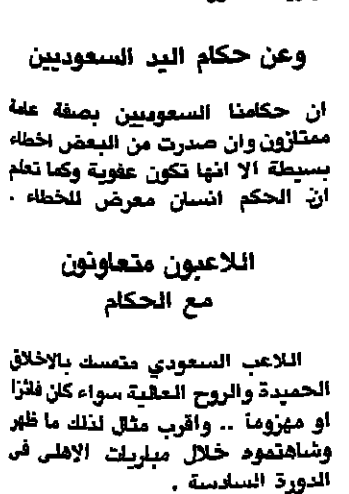 وعن حكام اليد السعوديين
ان حكامنا السعوديين بصفة عامة
ممتازون وان صدرت من البعض اخطاء
بسيطة الا انها تكون عفوية وكما تعلم
ان الحكم انسان معرض للخطاء .
اللاعبون متعاونون
مع الحكام
اللاعب السعودي متمسك بالاخلاق
الحميدة والروح العالية سواء كان فائزا
او مهزوما .. واقرب مثال لذلك ما ظهر
وشاهتموه خلال مباريات الاهلى فى
الدورة السادسة .